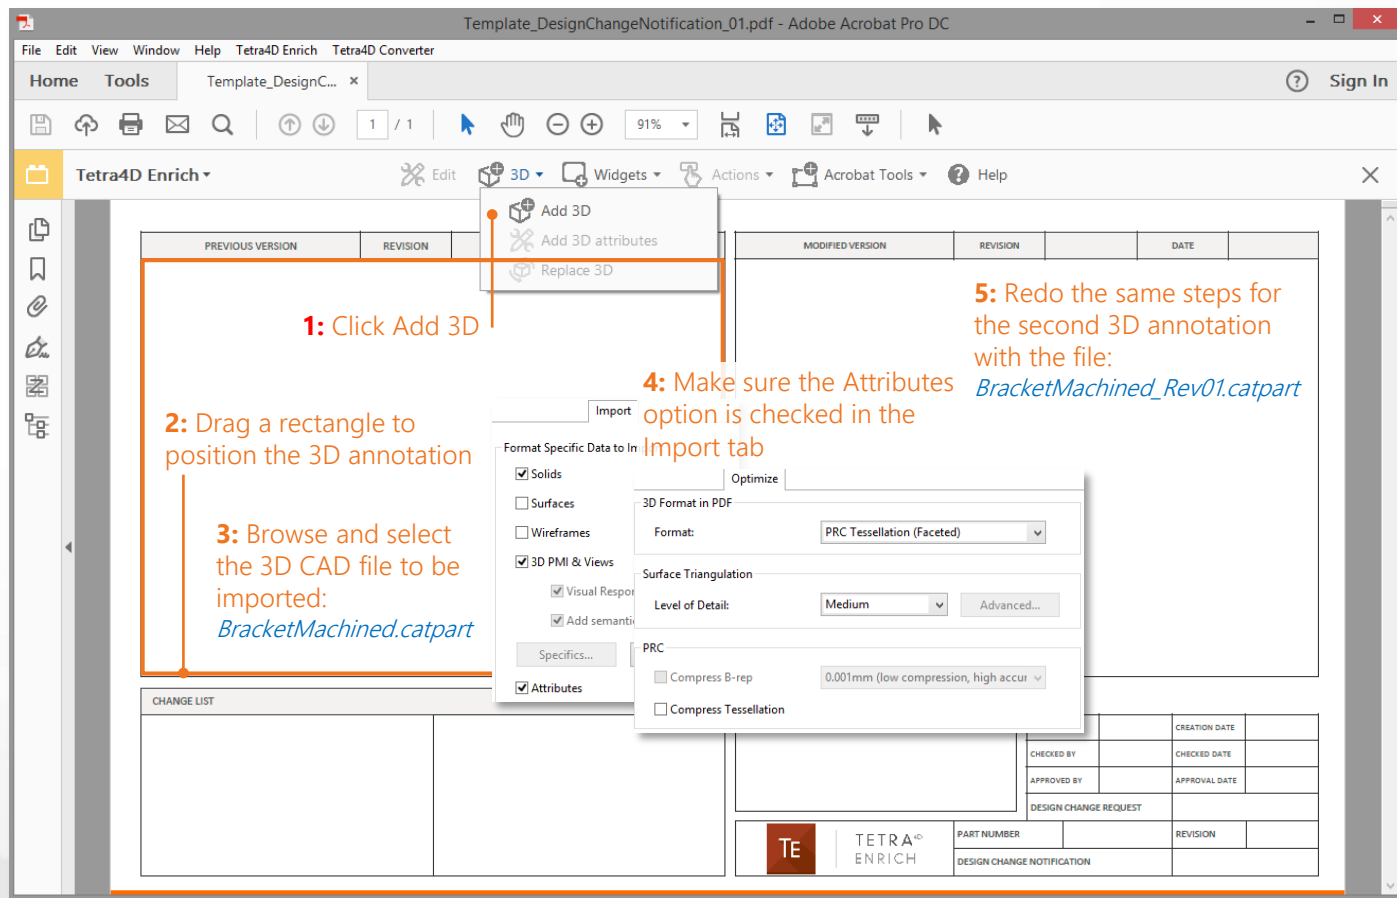 Template_DesignChangeNotification_01.pdf - Adobe Acrobat Pro DC
File Edit View Window Help Tetra4D Enrich Tetra4D Converter
Home Tools Template_DesignC... × ? Sign In
1 / 1 91%
Tetra4D Enrich Edit 3D Widgets Actions Acrobat Tools Help
Add 3D
Add 3D attributes
Replace 3D
PREVIOUS VERSION REVISION
MODIFIED VERSION REVISION DATE
1: Click Add 3D
2: Drag a rectangle to
position the 3D annotation
3: Browse and select
the 3D CAD file to be
imported:
BracketMachined.catpart
4: Make sure the Attributes
option is checked in the
Import tab
5: Redo the same steps for
the second 3D annotation
with the file:
BracketMachined_Rev01.catpart
Import
Format Specific Data to Im
Solids
Surfaces
Wireframes
3D PMI & Views
Visual Respon
Add semanti
Specifics...
Attributes
Optimize
3D Format in PDF
Format: PRC Tessellation (Faceted)
Surface Triangulation
Level of Detail: Medium Advanced...
PRC
Compress B-rep 0.001mm (low compression, high accur
Compress Tessellation
CHANGE LIST
CREATION DATE
CHECKED BY CHECKED DATE
APPROVED BY APPROVAL DATE
DESIGN CHANGE REQUEST
PART NUMBER REVISION
DESIGN CHANGE NOTIFICATION
TE TETRA4D
ENRICH